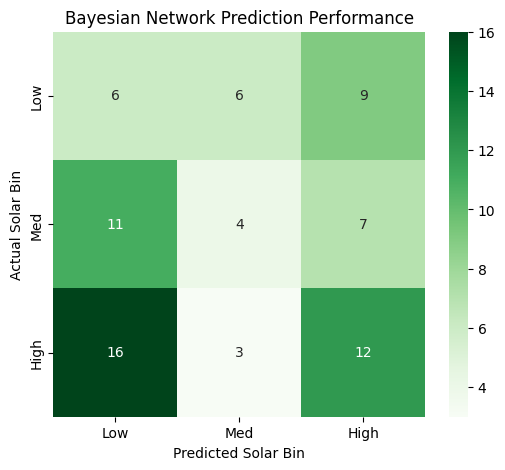 Bayesian Network Prediction Performance
Actual Solar Bin
Low
6 6 9
Med
11 4 7
High
16 3 12
Low Med High
Predicted Solar Bin
16
14
12
10
8
6
4